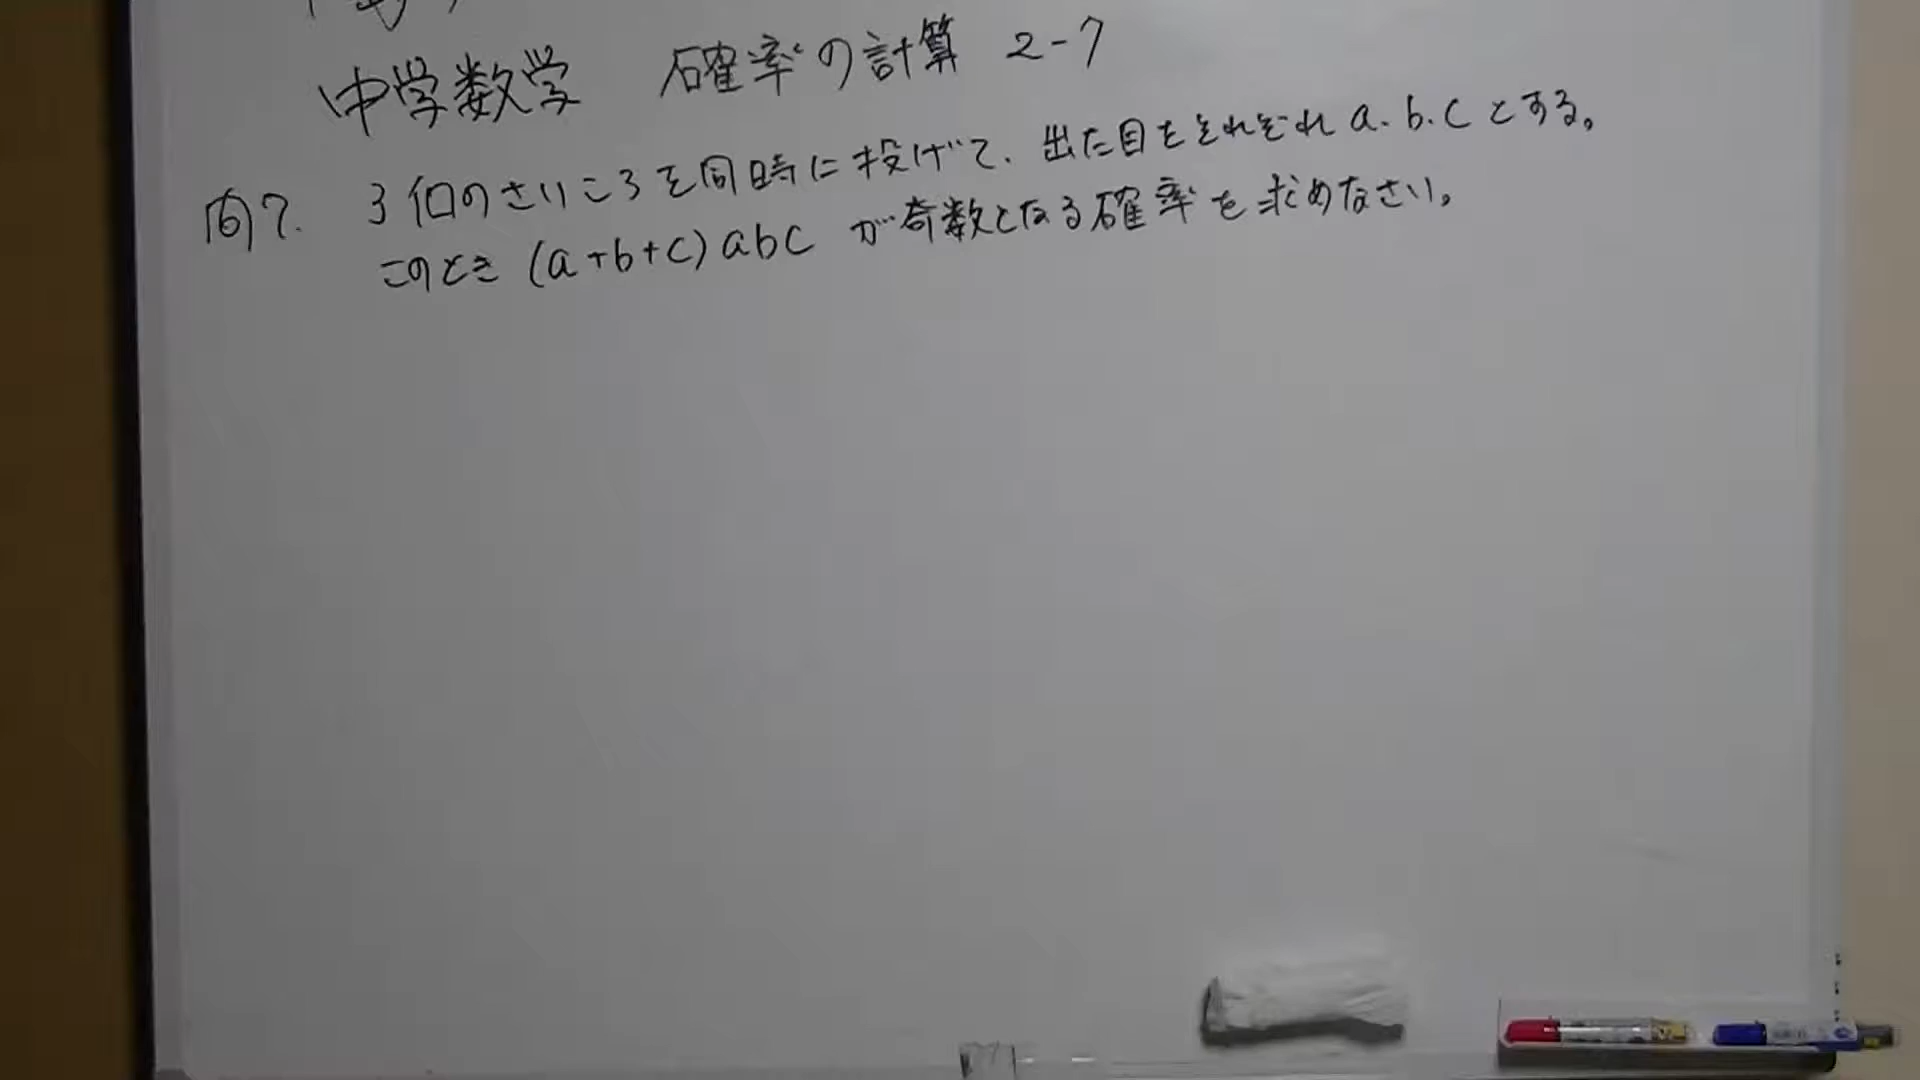 中学数学 確率の計算 2-7
問7. 3個のさいころを同時に投げて、出た目をそれぞれa.b.cとする。
このとき (a+b+c)abc が奇数となる確率を求めなさい。